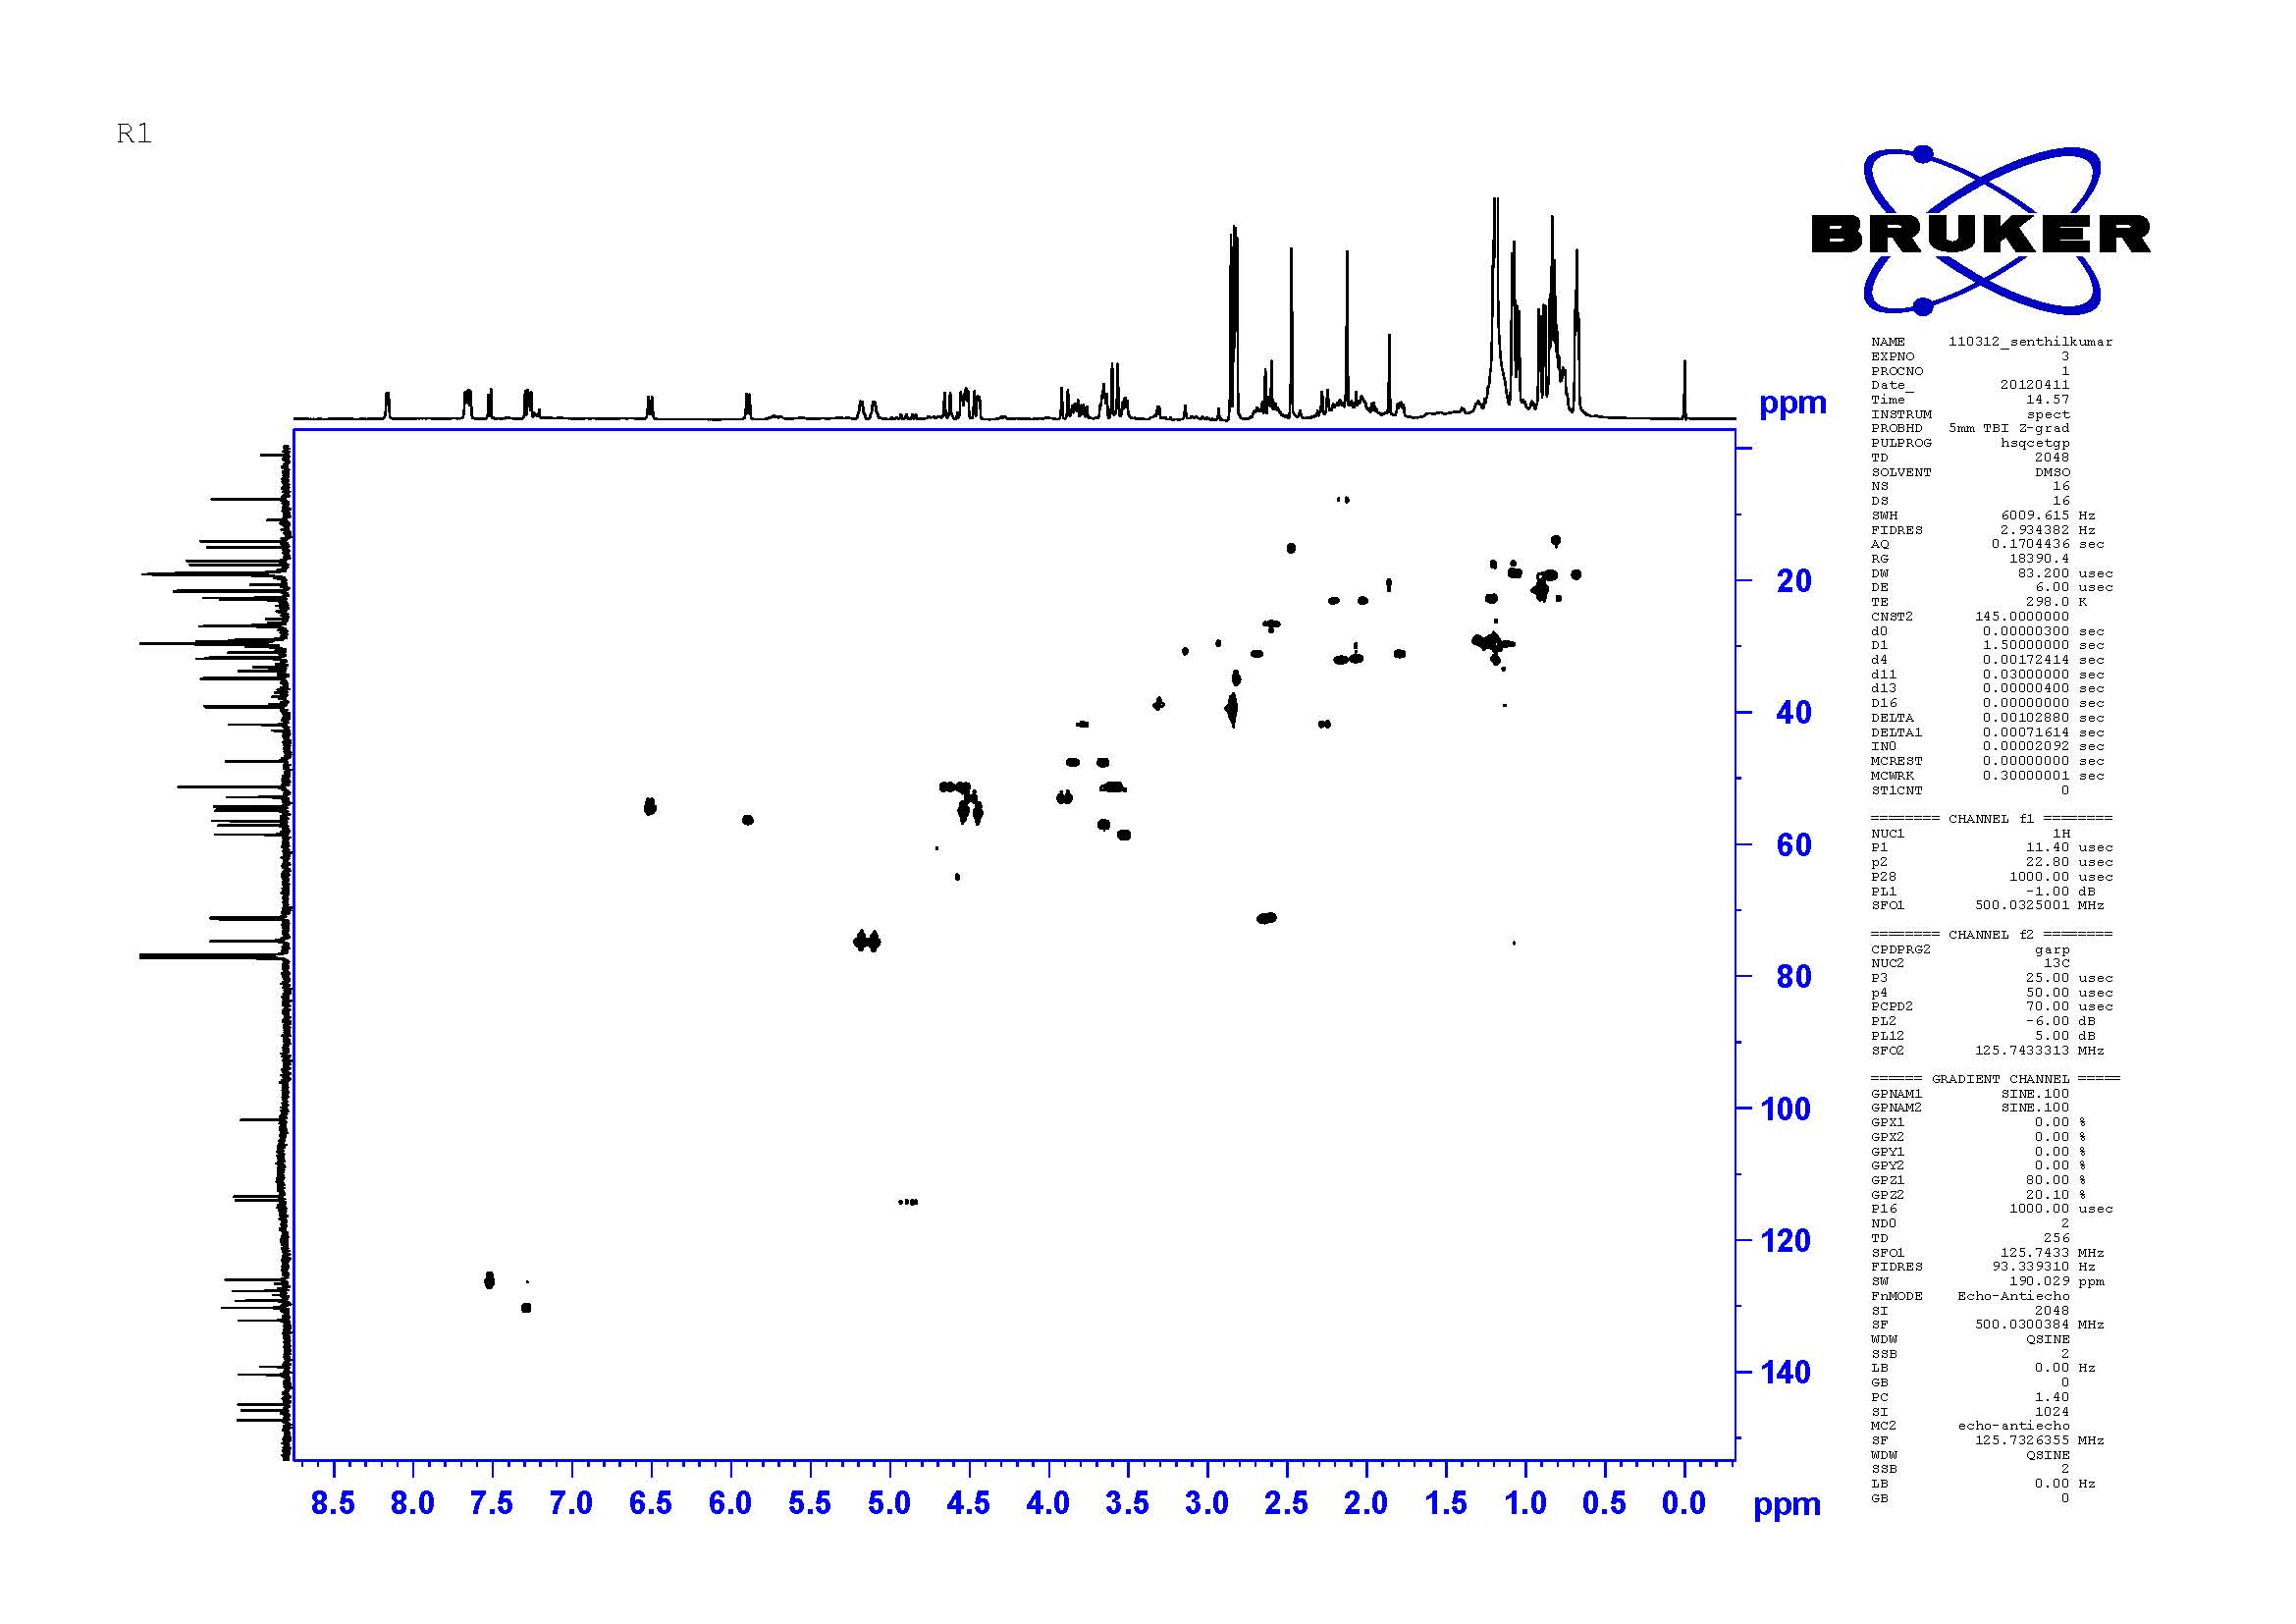 R1
BRUKER
NAME 110312_senthilkumar
EXPNO 3
PROCNO 1
Date_ 20120411
Time 14.57
INSTRUM spect
PROBHD 5mm TBI Z-grad
PULPROG hsqcetgp
TD 2048
SOLVENT DMSO
NS 16
DS 16
SWH 6009.615 Hz
FIDRES 2.934382 Hz
AQ 0.1704436 sec
RG 18390.4
DW 83.200 usec
DE 6.00 usec
TE 298.0 K
CNST2 145.0000000
d0 0.00000300 sec
D1 1.50000000 sec
d4 0.00172414 sec
d11 0.03000000 sec
d13 0.00000400 sec
D16 0.00000000 sec
DELTA 0.00102880 sec
DELTA1 0.00071614 sec
IN0 0.00002092 sec
MCREST 0.00000000 sec
MCWRK 0.30000001 sec
ST1CNT 0
======== CHANNEL f1 ========
NUC1 1H
P1 11.40 usec
p2 22.80 usec
P28 1000.00 usec
PL1 -1.00 dB
SFO1 500.0325001 MHz
======== CHANNEL f2 ========
CPDPRG2 garp
NUC2 13C
P3 25.00 usec
p4 50.00 usec
PCPD2 70.00 usec
PL2 -6.00 dB
PL12 5.00 dB
SFO2 125.7433313 MHz
====== GRADIENT CHANNEL =====
GPNAM1 SINE.100
GPNAM2 SINE.100
GPX1 0.00 %
GPX2 0.00 %
GPY1 0.00 %
GPY2 0.00 %
GPZ1 80.00 %
GPZ2 20.10 %
P16 1000.00 usec
ND0 2
TD 256
SFO1 125.7433 MHz
FIDRES 93.339310 Hz
SW 190.029 ppm
FnMODE Echo-Antiecho
SI 2048
SF 500.0300384 MHz
WDW QSINE
SSB 2
LB 0.00 Hz
GB 0
PC 1.40
SI 1024
MC2 echo-antiecho
SF 125.7326355 MHz
WDW QSINE
SSB 2
LB 0.00 Hz
GB 0
ppm
20
40
60
80
100
120
140
8.5 8.0 7.5 7.0 6.5 6.0 5.5 5.0 4.5 4.0 3.5 3.0 2.5 2.0 1.5 1.0 0.5 0.0 ppm